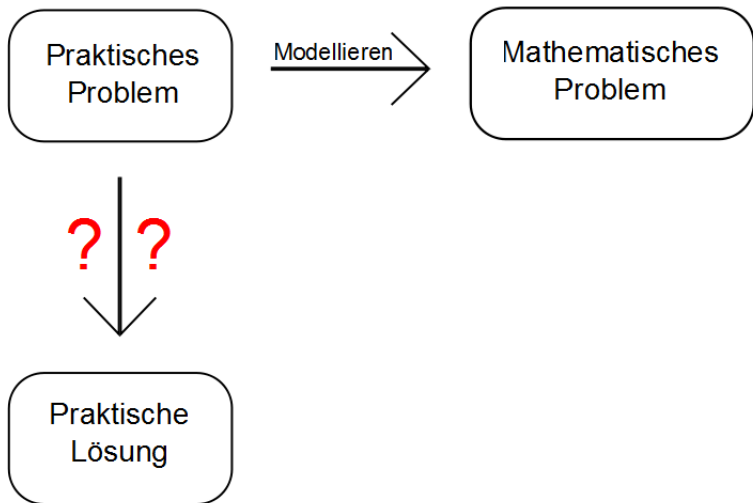 Praktisches
Problem
Modellieren
Mathematisches
Problem
? ?
Praktische
Lösung